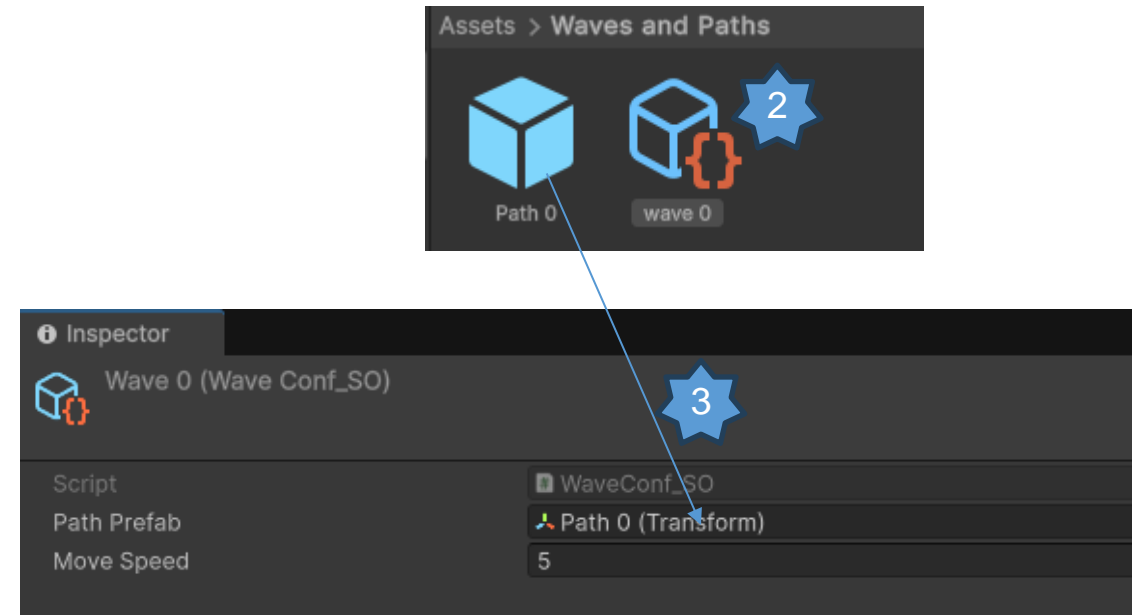 Assets > Waves and Paths
2
Path 0
wave 0
Inspector
Wave 0 (Wave Conf_SO)
3
Script
WaveConf_SO
Path Prefab
Path 0 (Transform)
Move Speed
5